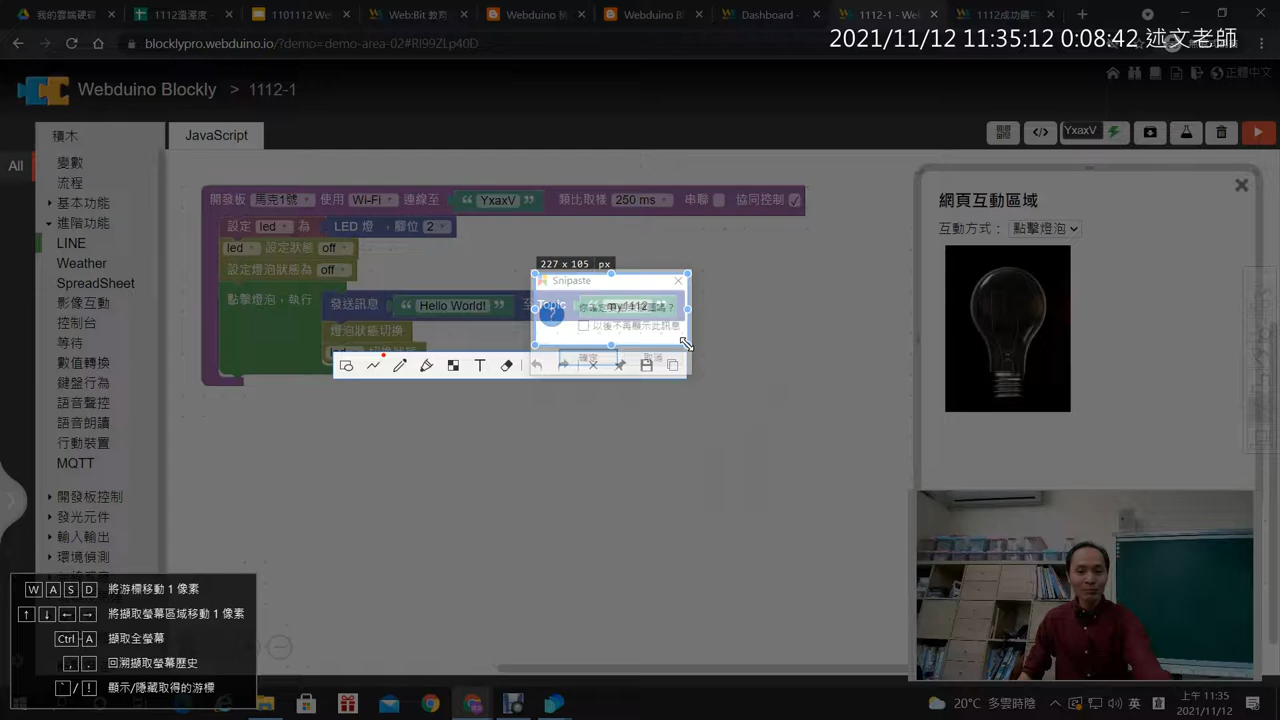 我的雲端硬碟
1112溫溼度 -
1101112 We
Web:Bit 教育
Webduino
Webduino Bl
Dashboard -
1112-1 - We
1112成功國中
blocklypro.webduino.io/?demo=demo-area-02#RI99ZLp40D
2021/11/12 11:35:12 0:08:42 述文老師
Webduino Blockly > 1112-1
正體中文
積木
JavaScript
YxaxV
All
變數
流程
基本功能
進階功能
LINE
Weather
SpreadSheet
影像互動
控制台
等待
數值轉換
鍵盤行為
語音聲控
語音朗讀
行動裝置
MQTT
開發板控制
發光元件
輸入輸出
環境偵測
開發板 馬克1號 使用 Wi-Fi 連線至 “ YxaxV ” 類比取樣 250 ms 串聯 協同控制
設定 led 為 LED 燈 ，腳位 2
led 設定狀態 off
設定燈泡狀態為 off
點擊燈泡，執行 發送訊息 “ Hello World! ” 至 Topic “ my1112 ”
燈泡狀態切換
227 x 105 px
Snipaste
以後不再顯示此訊息
確定 取消
網頁互動區域
互動方式： 點擊燈泡
W A S D 將游標移動 1 像素
↑ ↓ ← → 將擷取螢幕區域移動 1 像素
Ctrl - A 擷取全螢幕
, . 回溯擷取螢幕歷史
` / ! 顯示/隱藏取得的游標
20°C 多雲時陰
英
上午 11:35
2021/11/12